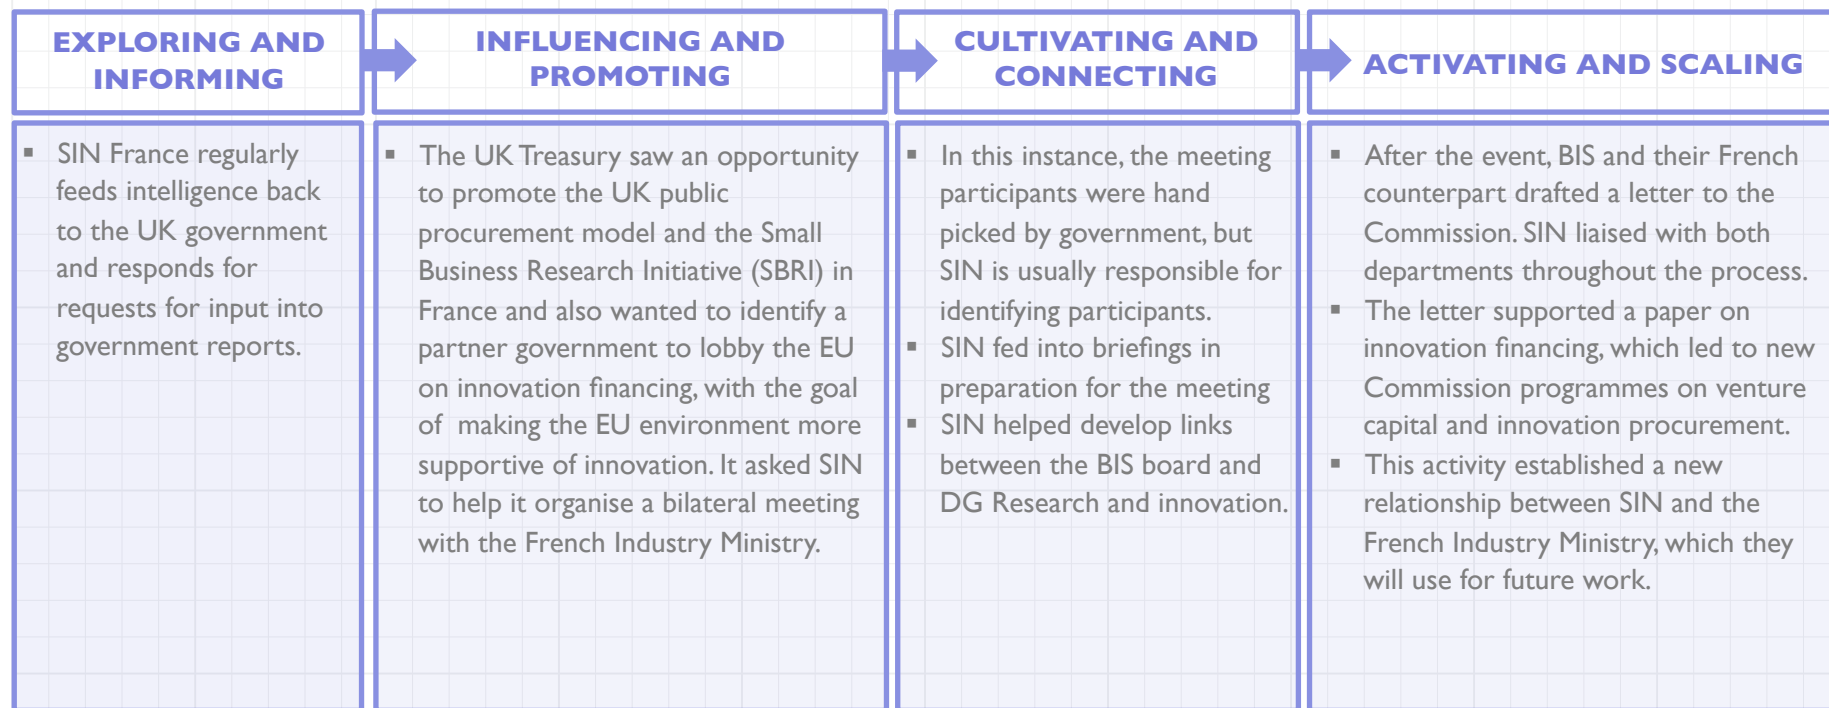 EXPLORING AND
INFORMING
INFLUENCING AND
PROMOTING
CULTIVATING AND
CONNECTING
ACTIVATING AND SCALING
▪ SIN France regularly
feeds intelligence back
to the UK government
and responds for
requests for input into
government reports.
▪ The UK Treasury saw an opportunity
to promote the UK public
procurement model and the Small
Business Research Initiative (SBRI) in
France and also wanted to identify a
partner government to lobby the EU
on innovation financing, with the goal
of  making the EU environment more
supportive of innovation. It asked SIN
to help it organise a bilateral meeting
with the French Industry Ministry.
▪ In this instance, the meeting
participants were hand
picked by government, but
SIN is usually responsible for
identifying participants.
▪ SIN fed into briefings in
preparation for the meeting
▪ SIN helped develop links
between the BIS board and
DG Research and innovation.
▪ After the event, BIS and their French
counterpart drafted a letter to the
Commission. SIN liaised with both
departments throughout the process.
▪ The letter supported a paper on
innovation financing, which led to new
Commission programmes on venture
capital and innovation procurement.
▪ This activity established a new
relationship between SIN and the
French Industry Ministry, which they
will use for future work.